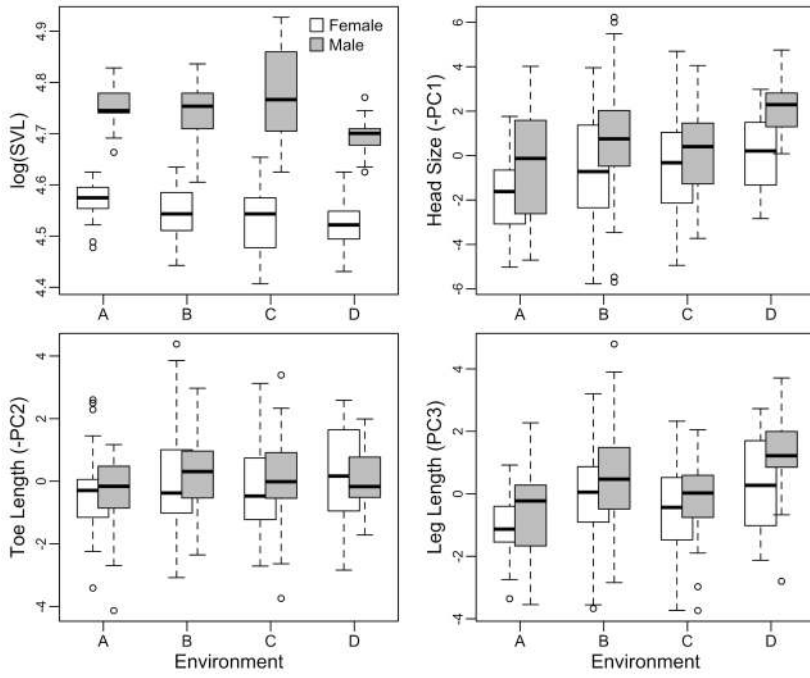 log(SVL)
4.9
4.8
4.7
4.6
4.5
4.4
Female
Male
A
B
C
D
Head Size (-PC1)
6
4
2
0
-2
-4
-6
A
B
C
D
Toe Length (-PC2)
4
2
0
-2
-4
A
B
C
D
Environment
Leg Length (PC3)
4
2
0
-2
-4
A
B
C
D
Environment